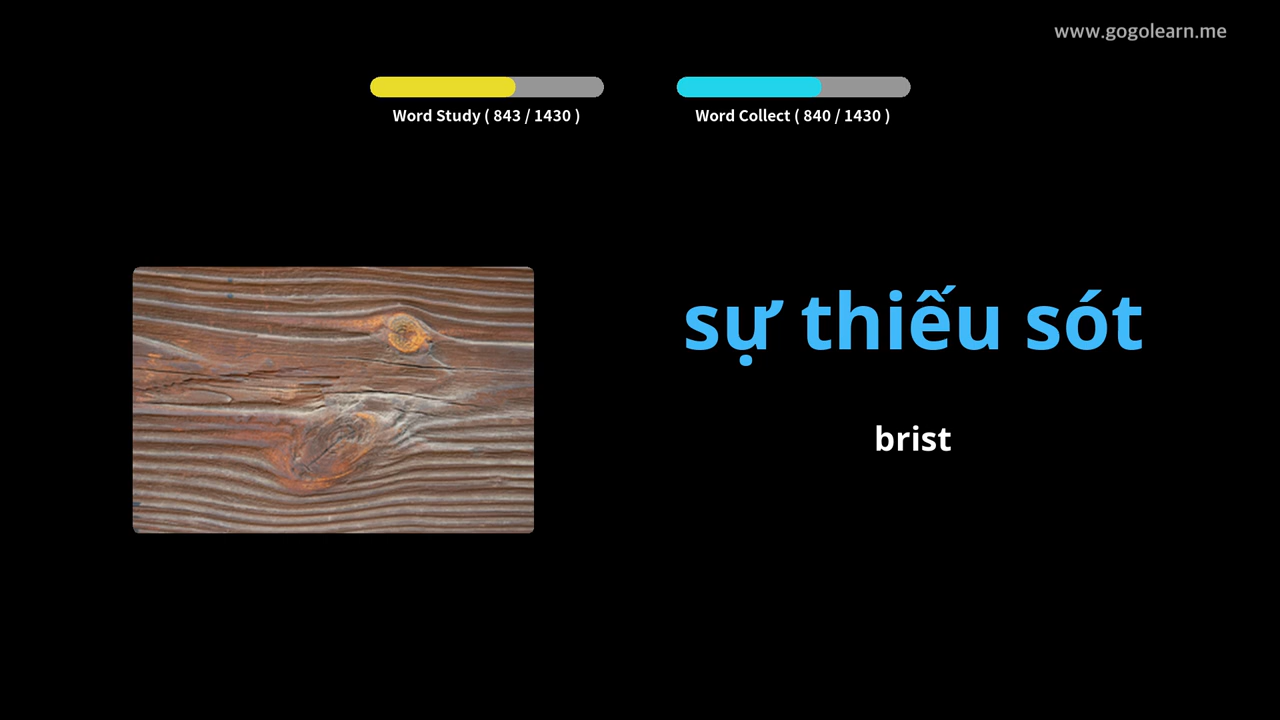 www.gogolearn.me
Word Study ( 843 / 1430 )
Word Collect ( 840 / 1430 )
sự thiếu sót
brist